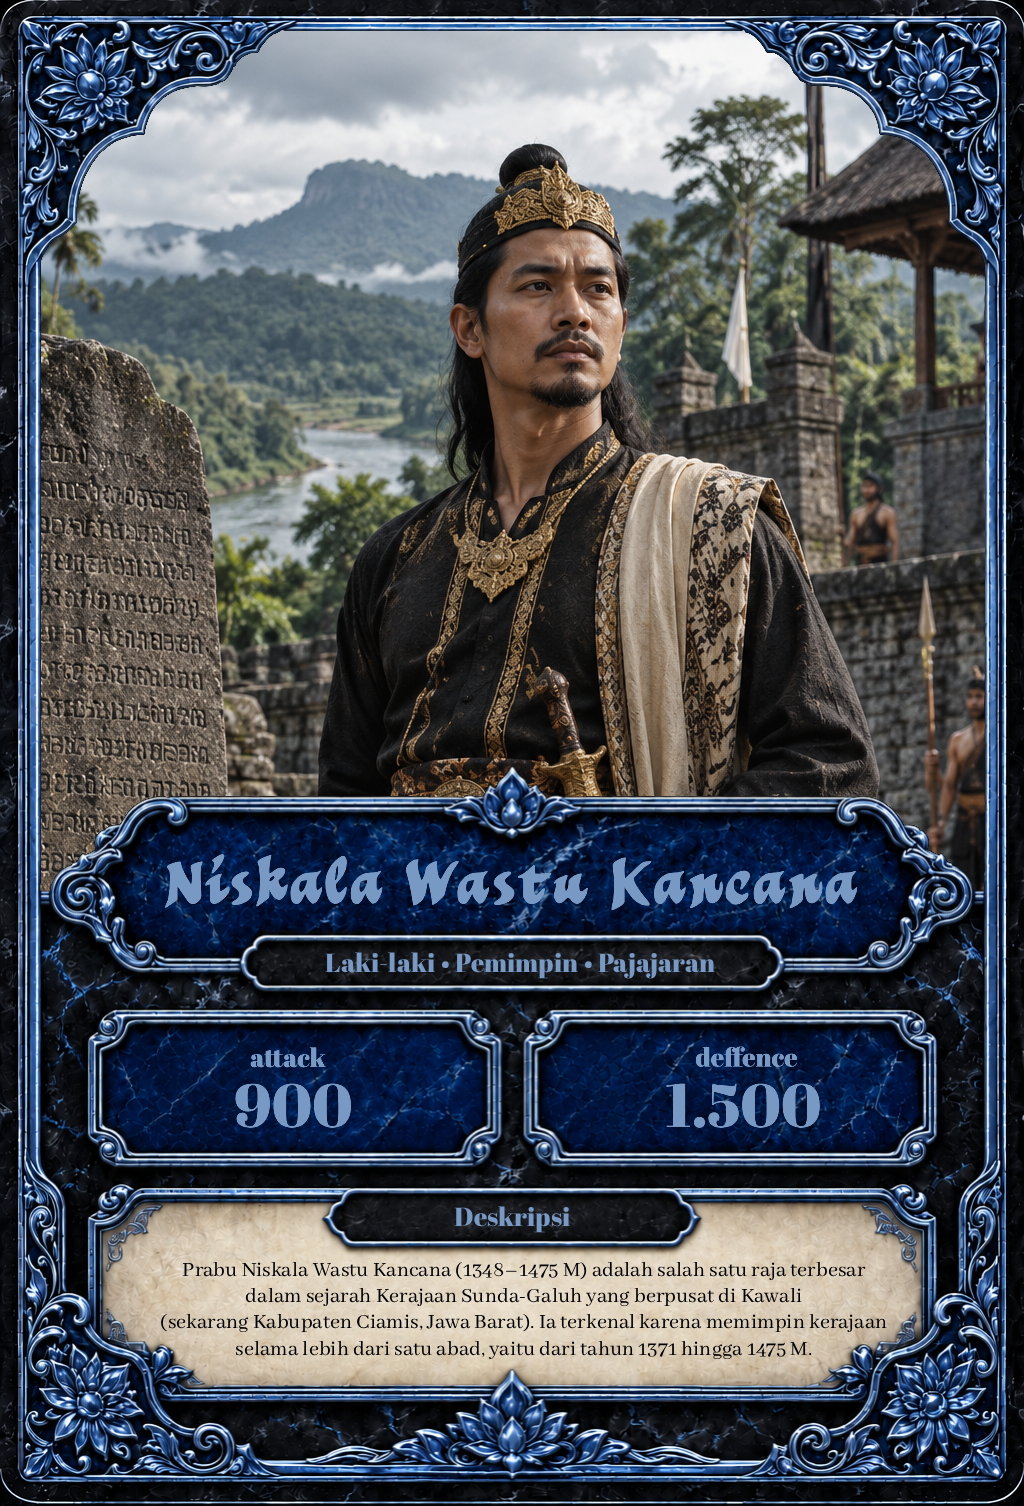 Niskala Wastu Kancana
Laki-laki • Pemimpin • Pajajaran
attack
900
deffence
1.500
Deskripsi
Prabu Niskala Wastu Kancana (1348–1475 M) adalah salah satu raja terbesar
dalam sejarah Kerajaan Sunda-Galuh yang berpusat di Kawali
(sekarang Kabupaten Ciamis, Jawa Barat). Ia terkenal karena memimpin kerajaan
selama lebih dari satu abad, yaitu dari tahun 1371 hingga 1475 M.